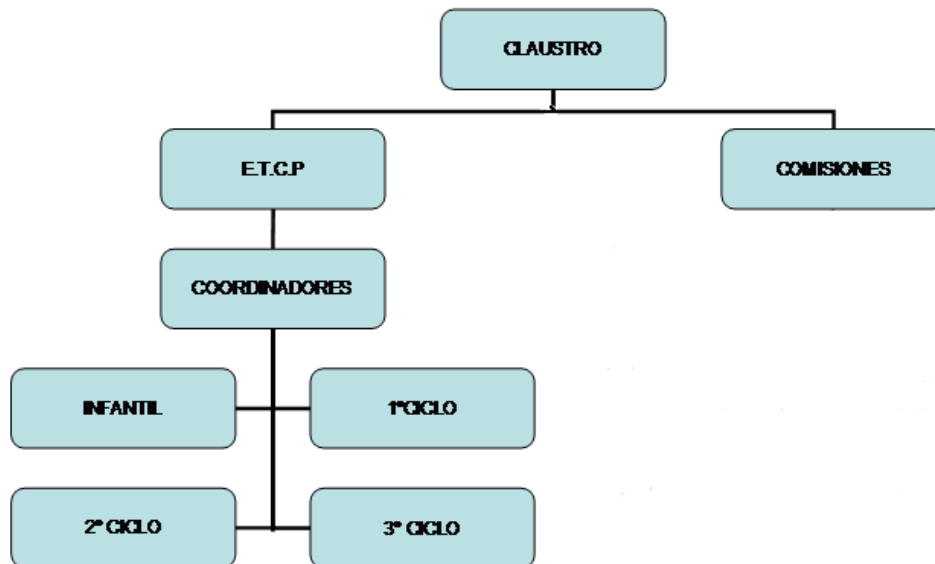 CLAUSTRO
E.T.C.P
COMISIONES
COORDINADORES
INFANTIL
1ºCICLO
2º CICLO
3º CICLO